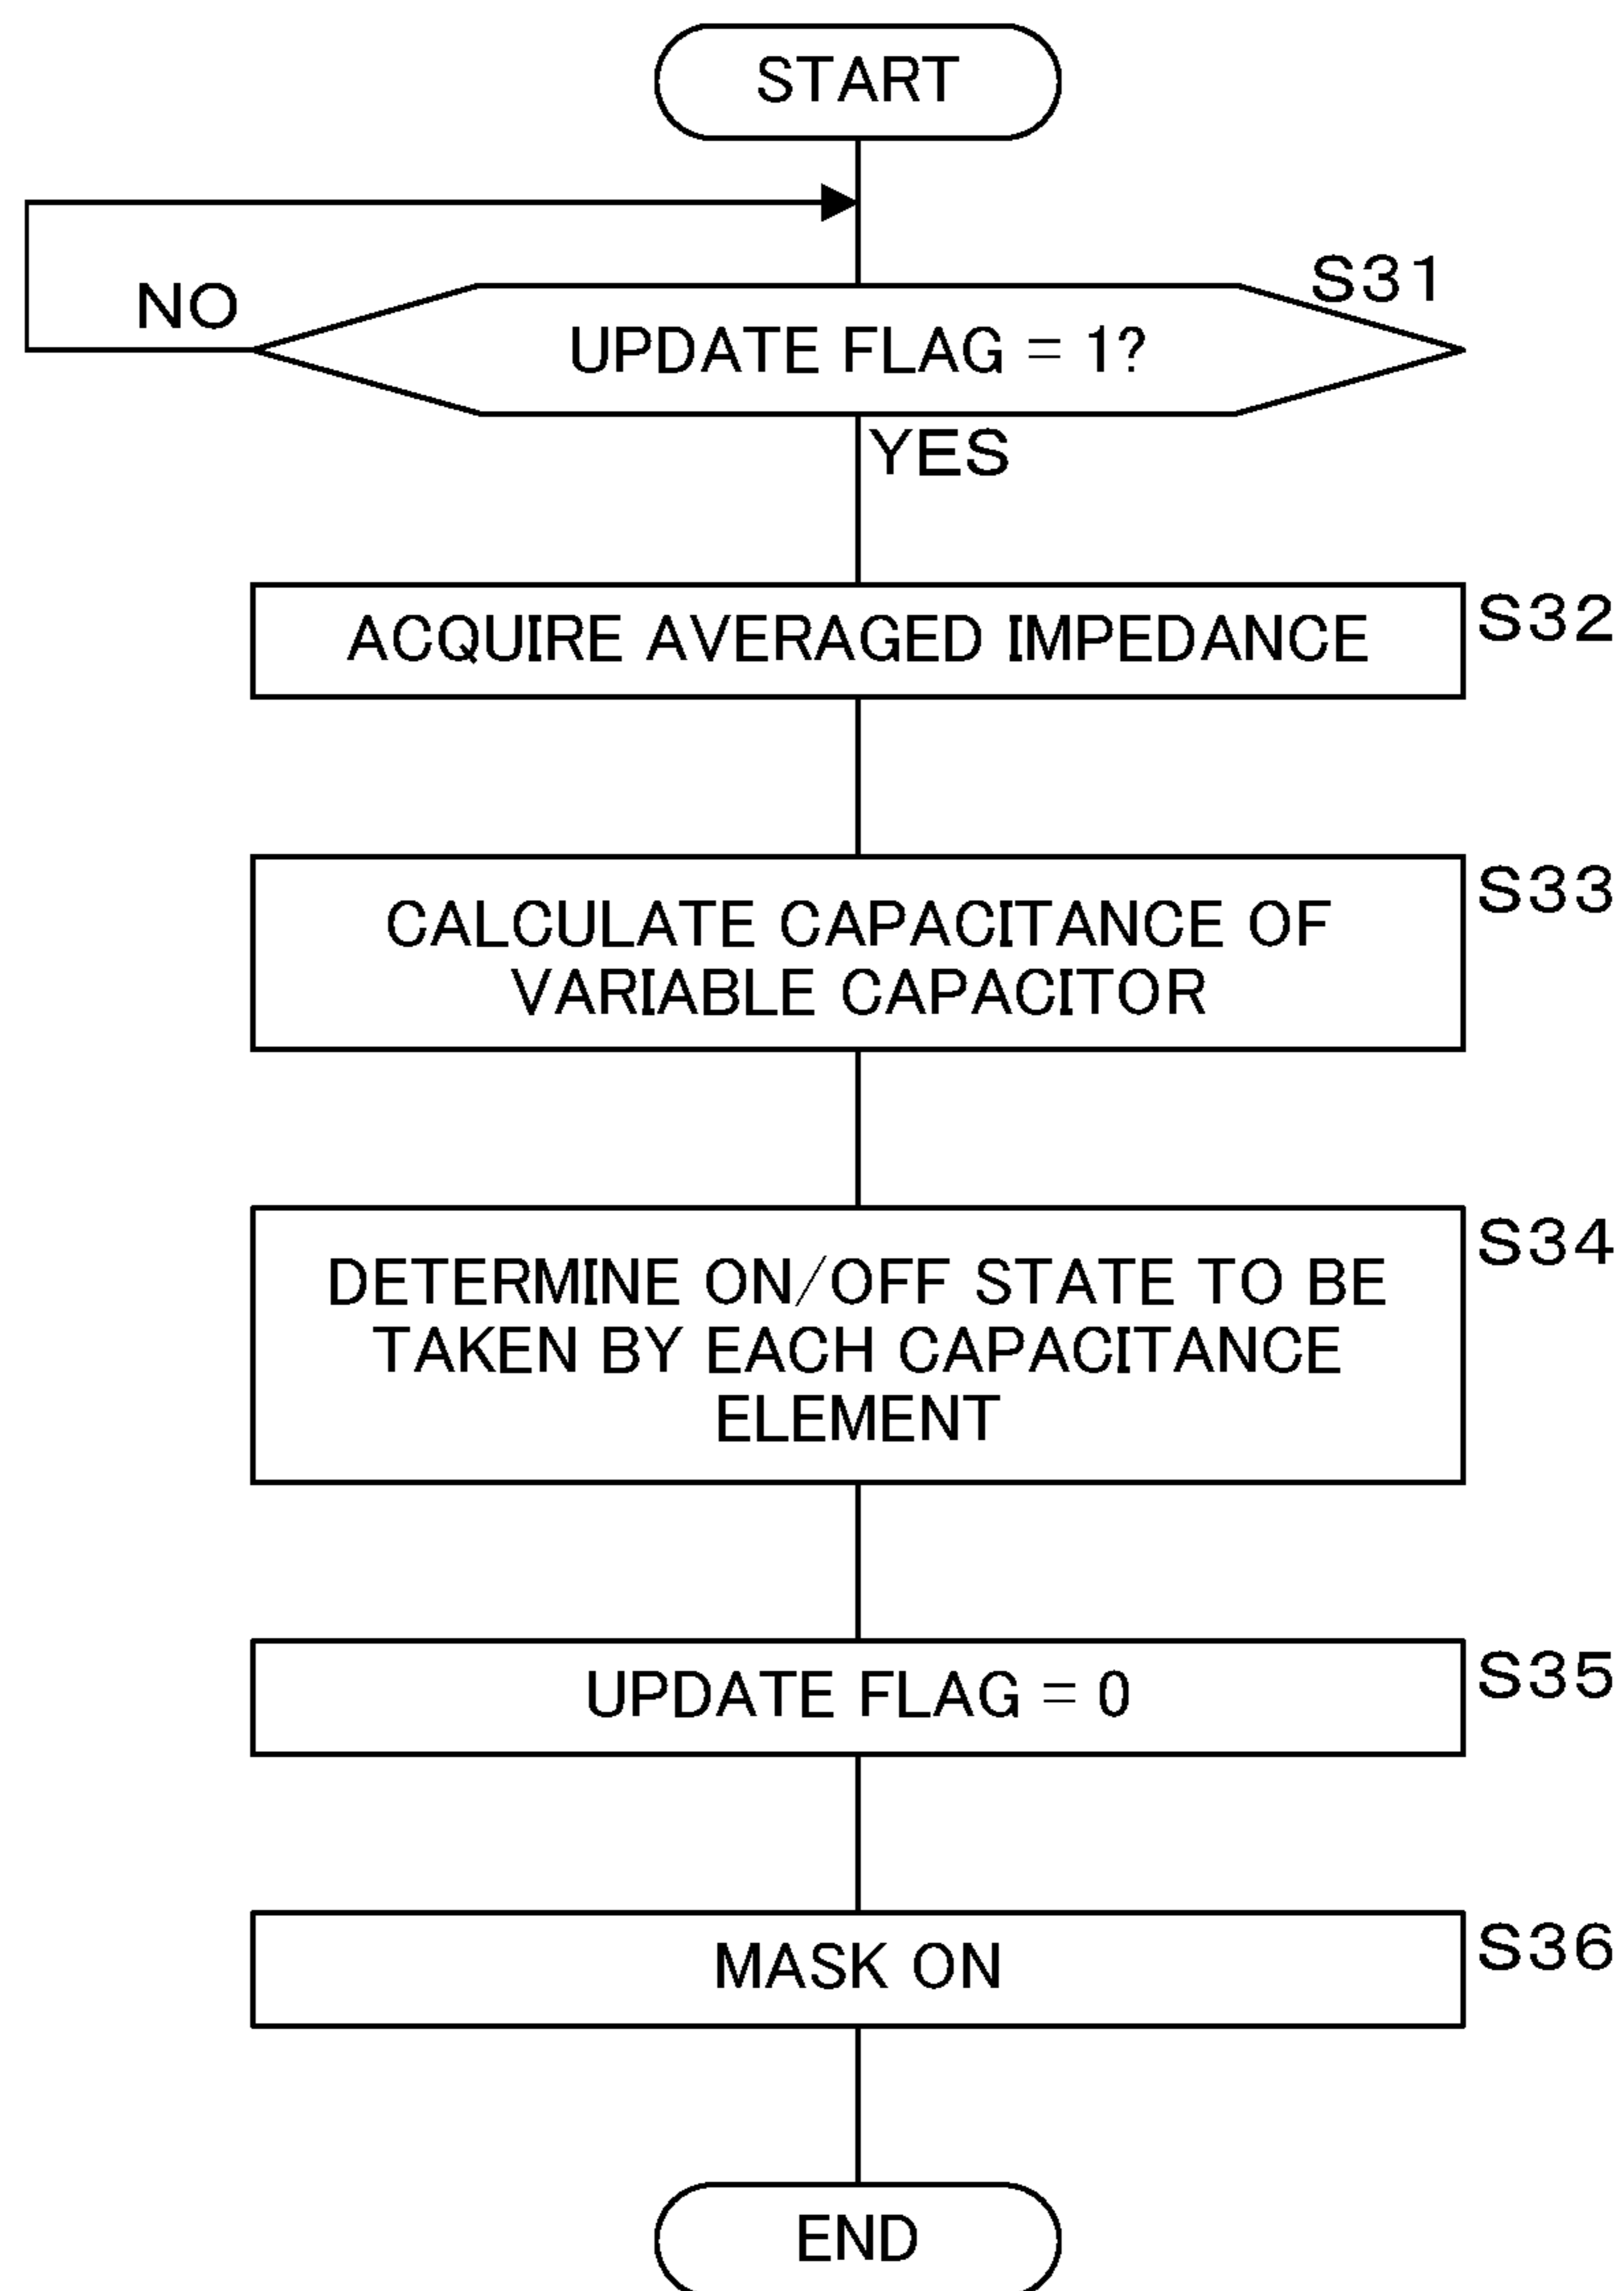 START
S31
NO
UPDATE FLAG = 1?
YES
S32
ACQUIRE AVERAGED IMPEDANCE
S33
CALCULATE CAPACITANCE OF
VARIABLE CAPACITOR
S34
DETERMINE ON/OFF STATE TO BE
TAKEN BY EACH CAPACITANCE
ELEMENT
S35
UPDATE FLAG = 0
S36
MASK ON
END